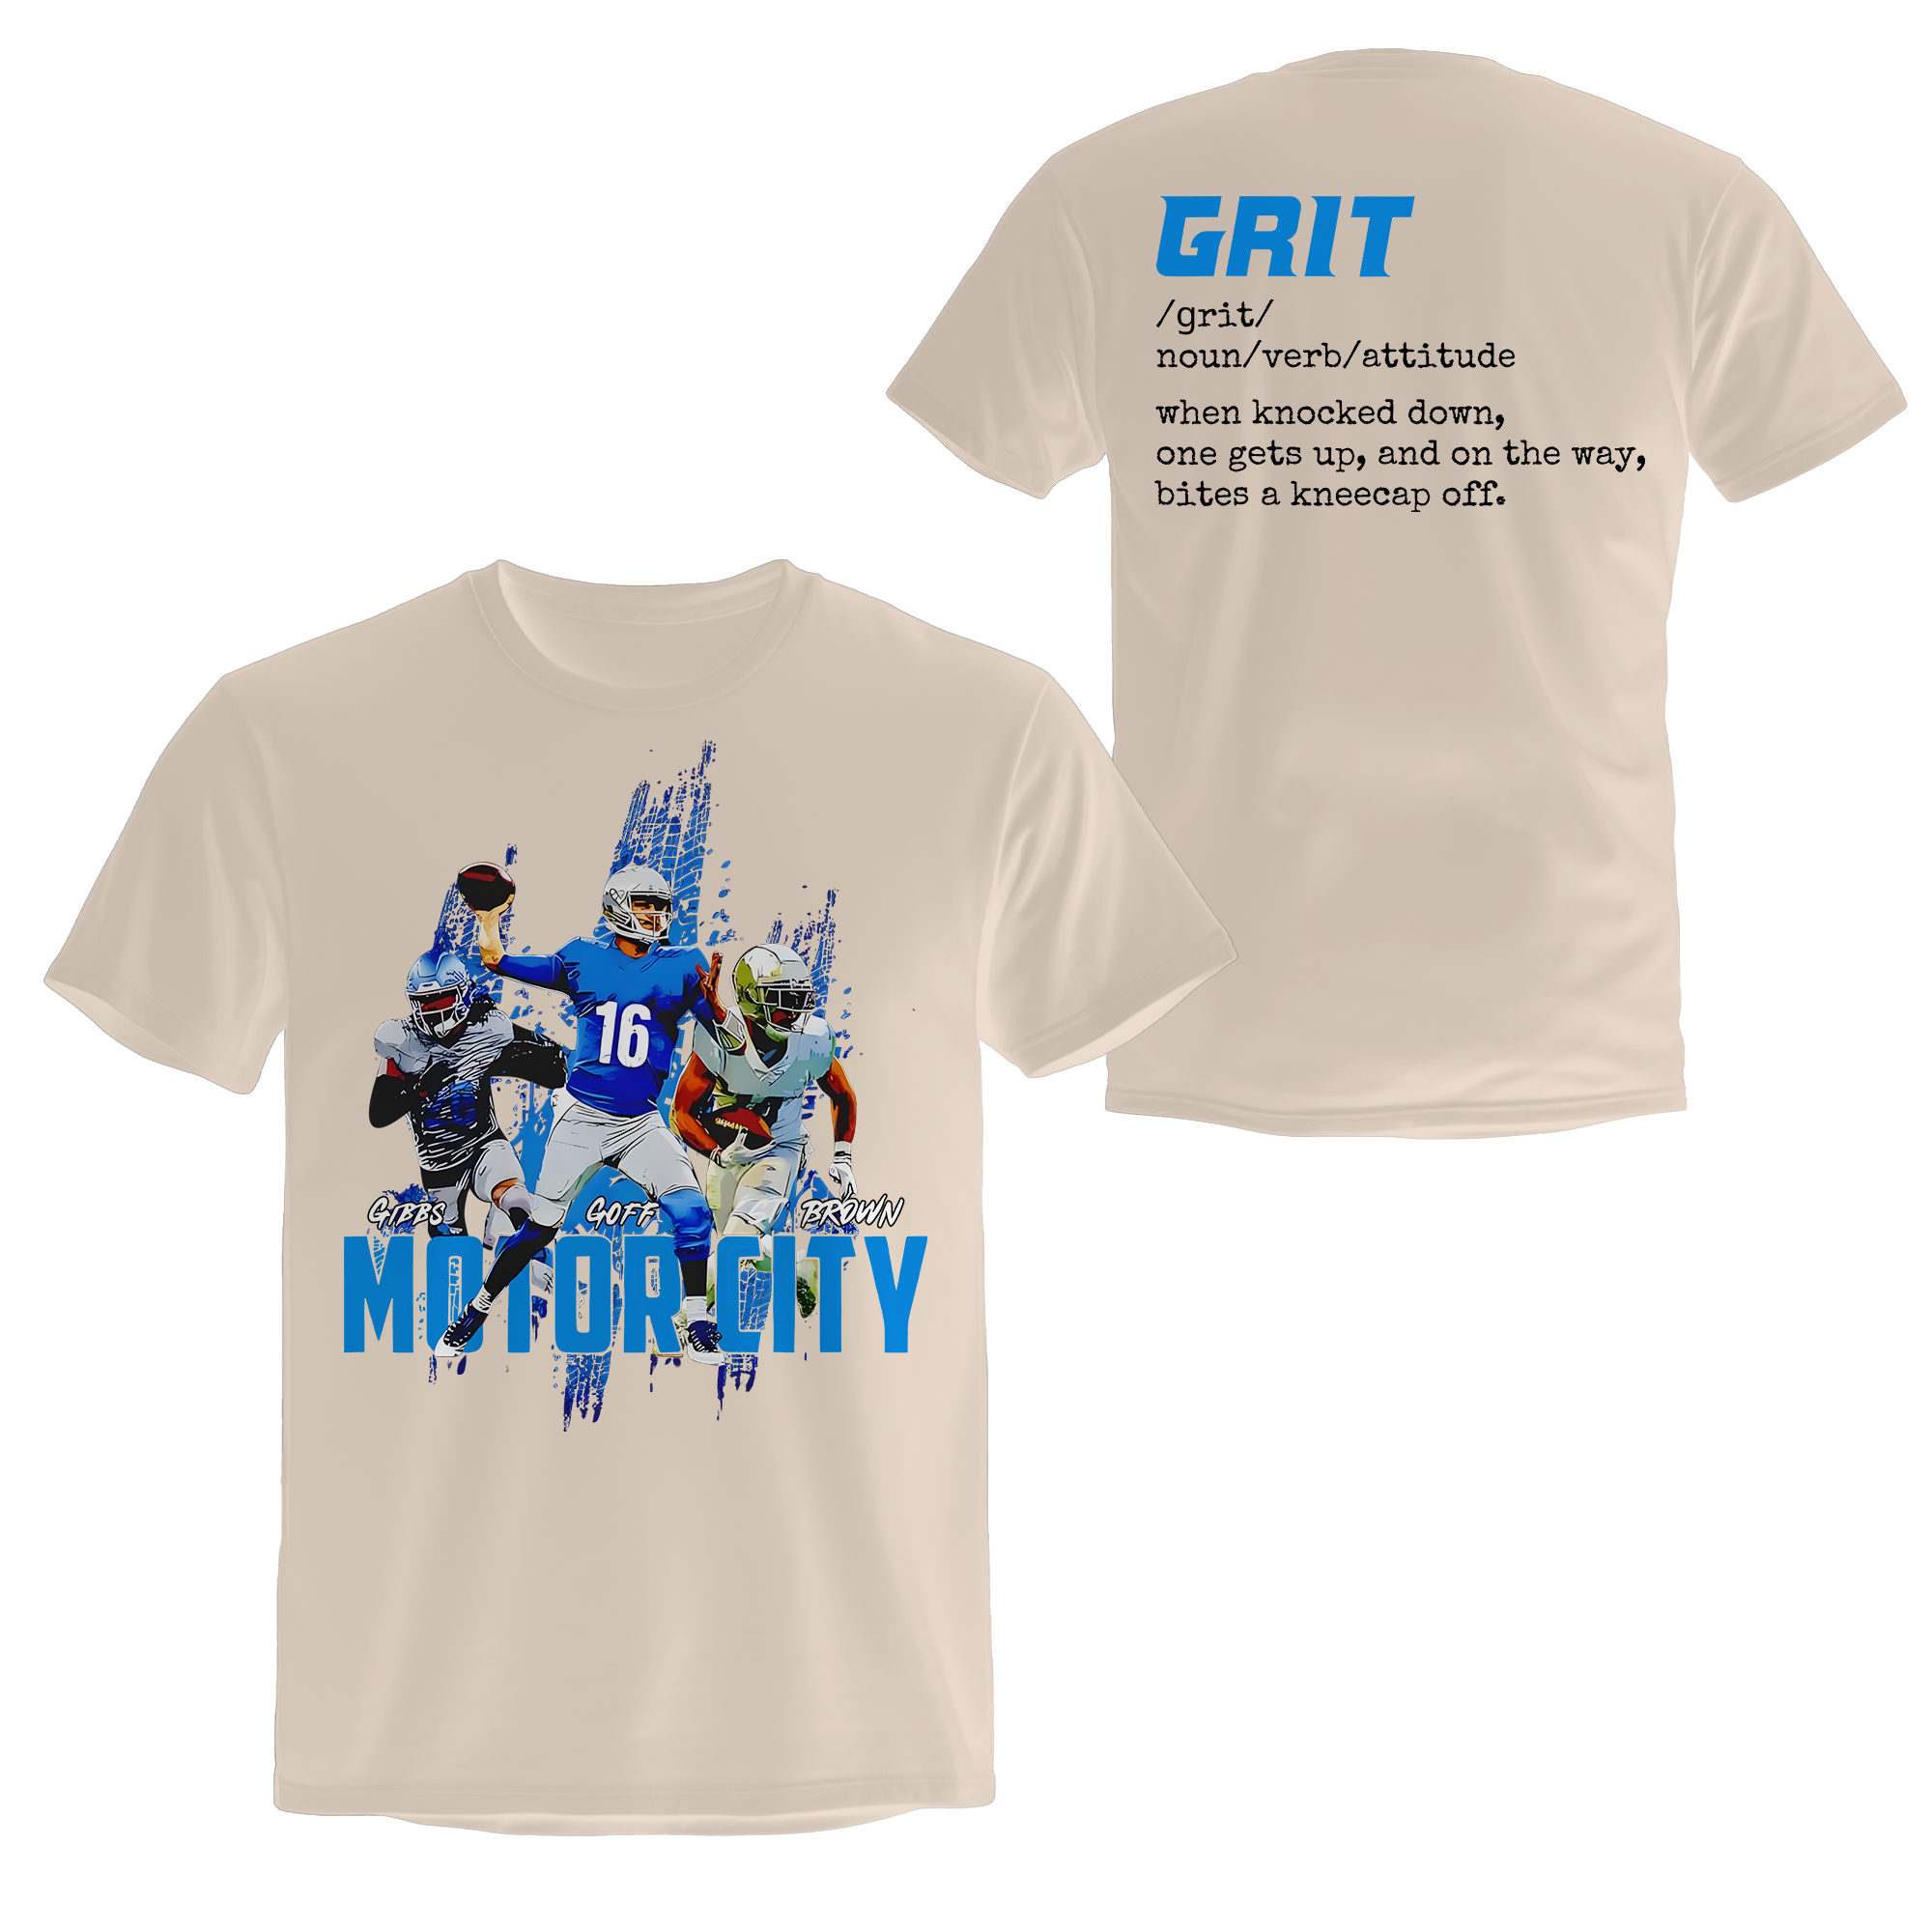 GRIT
/grit/
noun/verb/attitude
when knocked down,
one gets up, and on the way,
bites a kneecap off.
16
GIBBS GOFF ST BROWN
MOTOR CITY